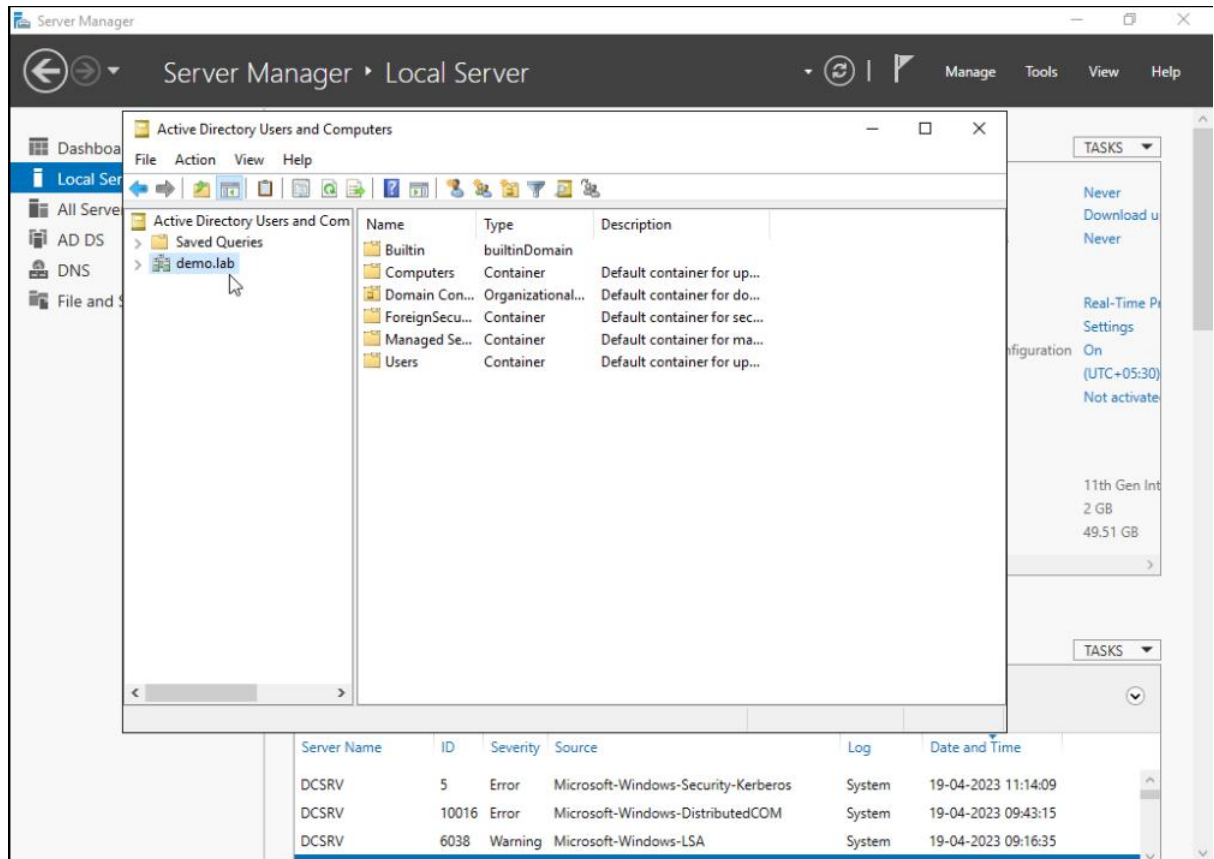 Server Manager
Server Manager ‣ Local Server
Manage Tools View Help
Dashboa
Local Ser
All Serve
AD DS
DNS
File and S
Active Directory Users and Computers
File Action View Help
Active Directory Users and Com
Saved Queries
demo.lab
Name Type Description
Builtin builtinDomain
Computers Container Default container for up...
Domain Con... Organizational... Default container for do...
ForeignSecu... Container Default container for sec...
Managed Se... Container Default container for ma...
Users Container Default container for up...
TASKS
Never
Download u
Never
Real-Time Pr
Settings
nfiguration On
(UTC+05:30)
Not activate
11th Gen Int
2 GB
49.51 GB
TASKS
Server Name ID Severity Source Log Date and Time
DCSRV 5 Error Microsoft-Windows-Security-Kerberos System 19-04-2023 11:14:09
DCSRV 10016 Error Microsoft-Windows-DistributedCOM System 19-04-2023 09:43:15
DCSRV 6038 Warning Microsoft-Windows-LSA System 19-04-2023 09:16:35